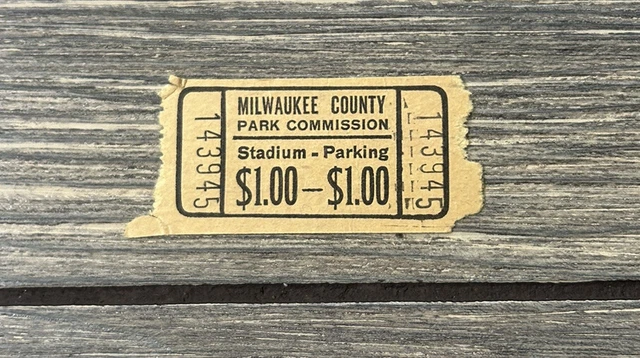 143945
MILWAUKEE COUNTY
PARK COMMISSION
Stadium - Parking
$1.00 — $1.00
143945